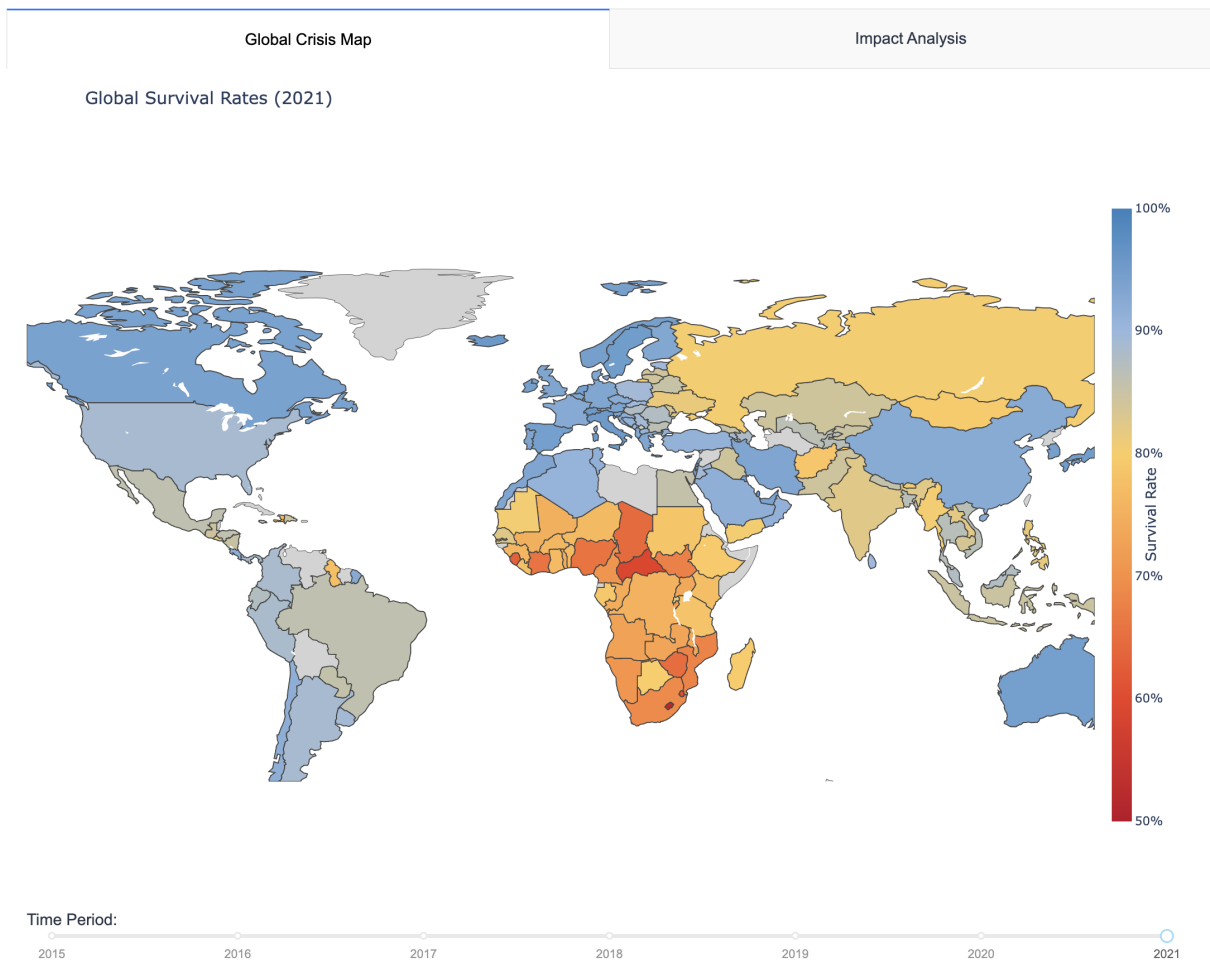 Global Crisis Map
Impact Analysis
Global Survival Rates (2021)
100%
90%
80%
70%
60%
50%
Survival Rate
Time Period:
2015
2016
2017
2018
2019
2020
2021